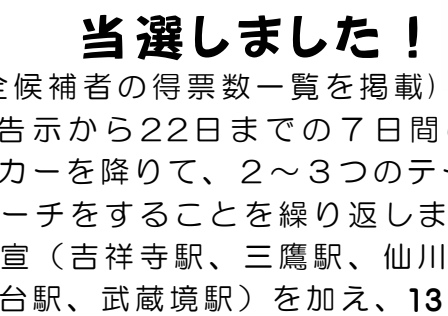 当選しました！
全候補者の得票数一覧を掲載）
告示から22日までの７日間
カーを降りて、２～３つのテ
ーチをすることを繰り返しま
宣（吉祥寺駅、三鷹駅、仙川
台駅、武蔵境駅）を加え、13